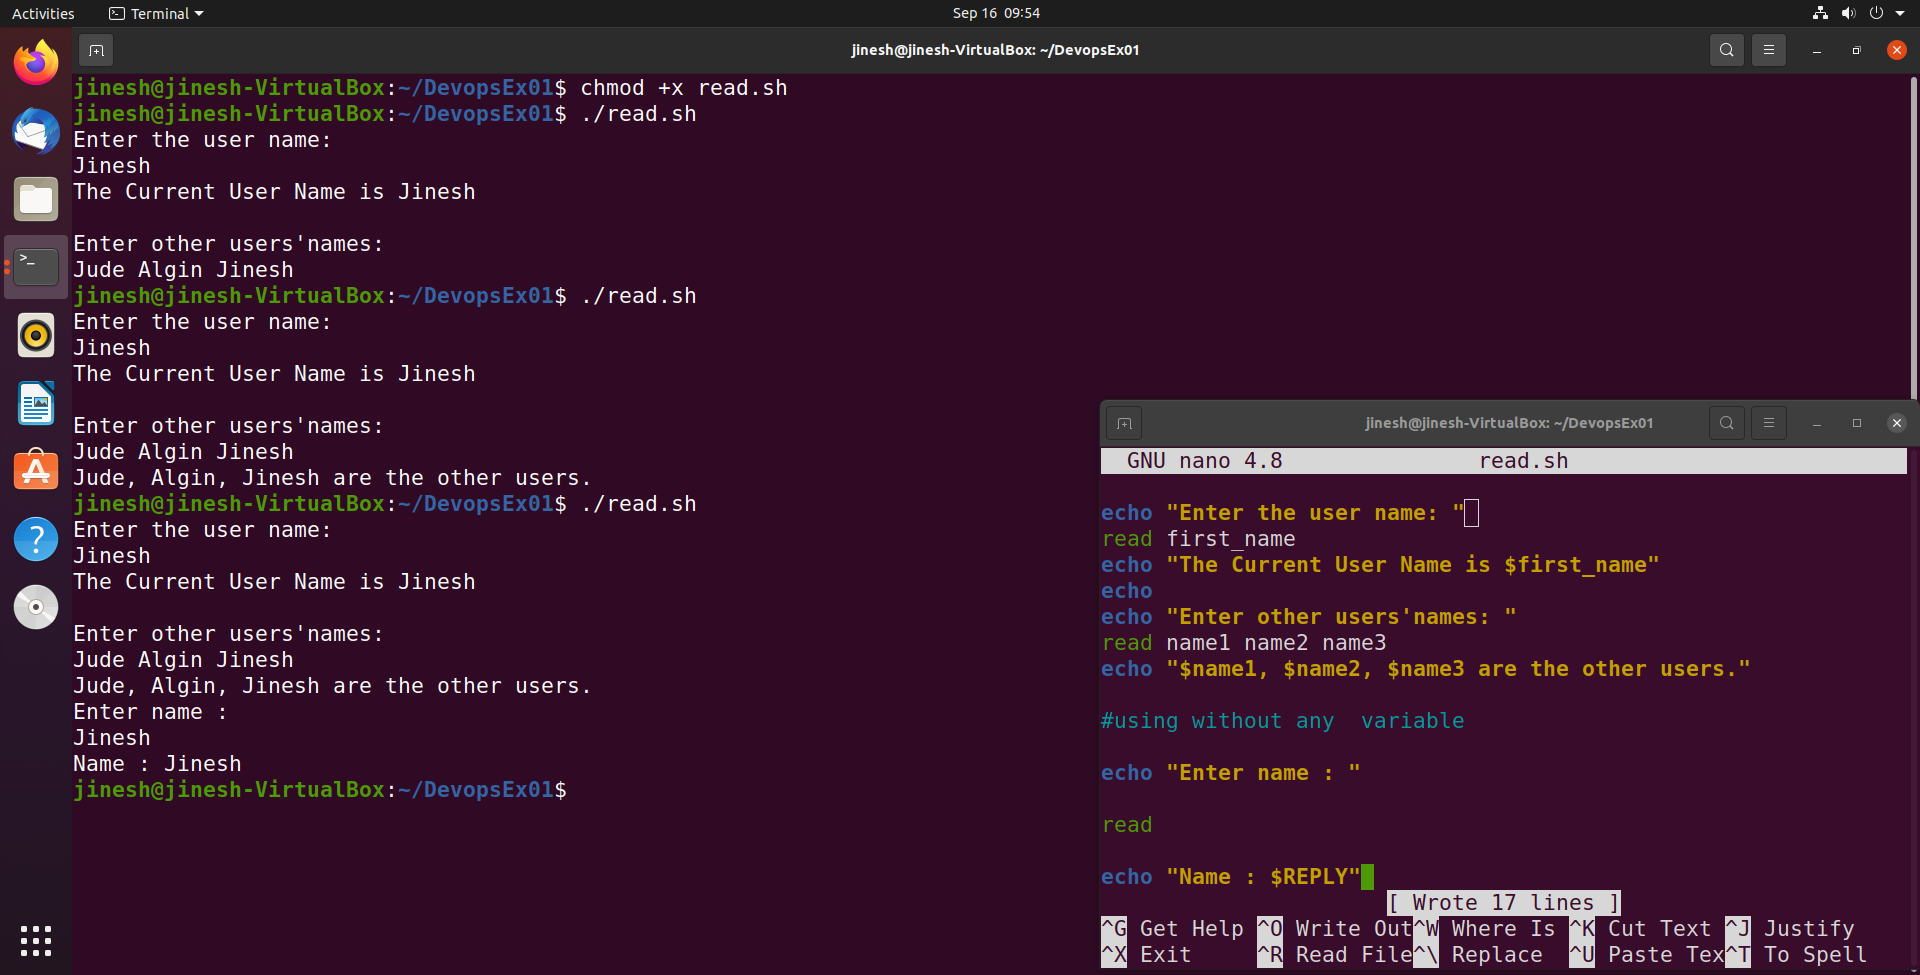 Activities
Terminal
Sep 16 09:54
jinesh@jinesh-VirtualBox: ~/DevopsEx01
jinesh@jinesh-VirtualBox:~/DevopsEx01$ chmod +x read.sh
jinesh@jinesh-VirtualBox:~/DevopsEx01$ ./read.sh
Enter the user name:
Jinesh
The Current User Name is Jinesh
Enter other users'names:
Jude Algin Jinesh
jinesh@jinesh-VirtualBox:~/DevopsEx01$ ./read.sh
Enter the user name:
Jinesh
The Current User Name is Jinesh
Enter other users'names:
Jude Algin Jinesh
Jude, Algin, Jinesh are the other users.
jinesh@jinesh-VirtualBox:~/DevopsEx01$ ./read.sh
Enter the user name:
Jinesh
The Current User Name is Jinesh
Enter other users'names:
Jude Algin Jinesh
Jude, Algin, Jinesh are the other users.
Enter name :
Jinesh
Name : Jinesh
jinesh@jinesh-VirtualBox:~/DevopsEx01$
jinesh@jinesh-VirtualBox: ~/DevopsEx01
GNU nano 4.8 read.sh
echo "Enter the user name: "
read first_name
echo "The Current User Name is $first_name"
echo
echo "Enter other users'names: "
read name1 name2 name3
echo "$name1, $name2, $name3 are the other users."
#using without any  variable
echo "Enter name : "
read
echo "Name : $REPLY"
[ Wrote 17 lines ]
^G Get Help ^O Write Out^W Where Is ^K Cut Text ^J Justify
^X Exit ^R Read File^\ Replace ^U Paste Tex^T To Spell